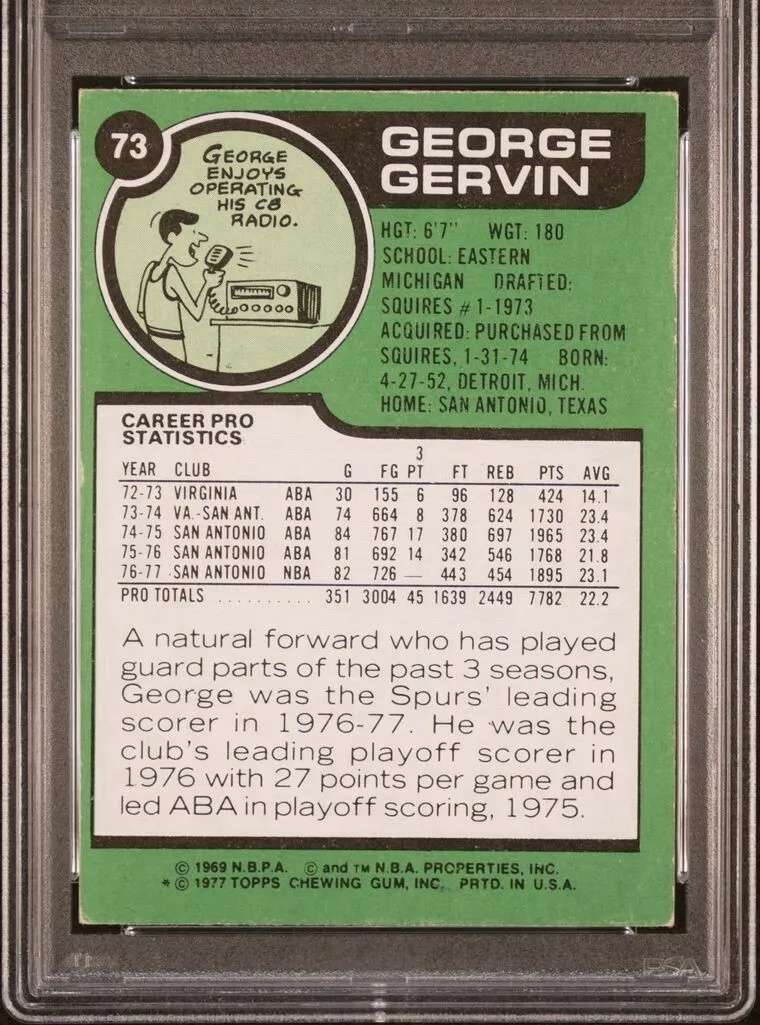 73
GEORGE
ENJOYS
OPERATING
HIS CB
RADIO.
GEORGE
GERVIN
HGT: 6'7" WGT: 180
SCHOOL: EASTERN
MICHIGAN DRAFTED:
SQUIRES #1-1973
ACQUIRED: PURCHASED FROM
SQUIRES, 1-31-74 BORN:
4-27-52, DETROIT, MICH.
HOME: SAN ANTONIO, TEXAS
CAREER PRO
STATISTICS
3
YEAR CLUB G FG PT FT REB PTS AVG
72-73 VIRGINIA ABA 30 155 6 96 128 424 14.1
73-74 VA.-SAN ANT. ABA 74 664 8 378 624 1730 23.4
74-75 SAN ANTONIO ABA 84 767 17 380 697 1965 23.4
75-76 SAN ANTONIO ABA 81 692 14 342 546 1768 21.8
76-77 SAN ANTONIO NBA 82 726 — 443 454 1895 23.1
PRO TOTALS .......... 351 3004 45 1639 2449 7782 22.2
A natural forward who has played
guard parts of the past 3 seasons,
George was the Spurs' leading
scorer in 1976-77. He was the
club's leading playoff scorer in
1976 with 27 points per game and
led ABA in playoff scoring, 1975.
© 1969 N.B.P.A. © and TM N.B.A. PROPERTIES, INC.
* © 1977 TOPPS CHEWING GUM, INC. PRTD. IN U.S.A.
PSA